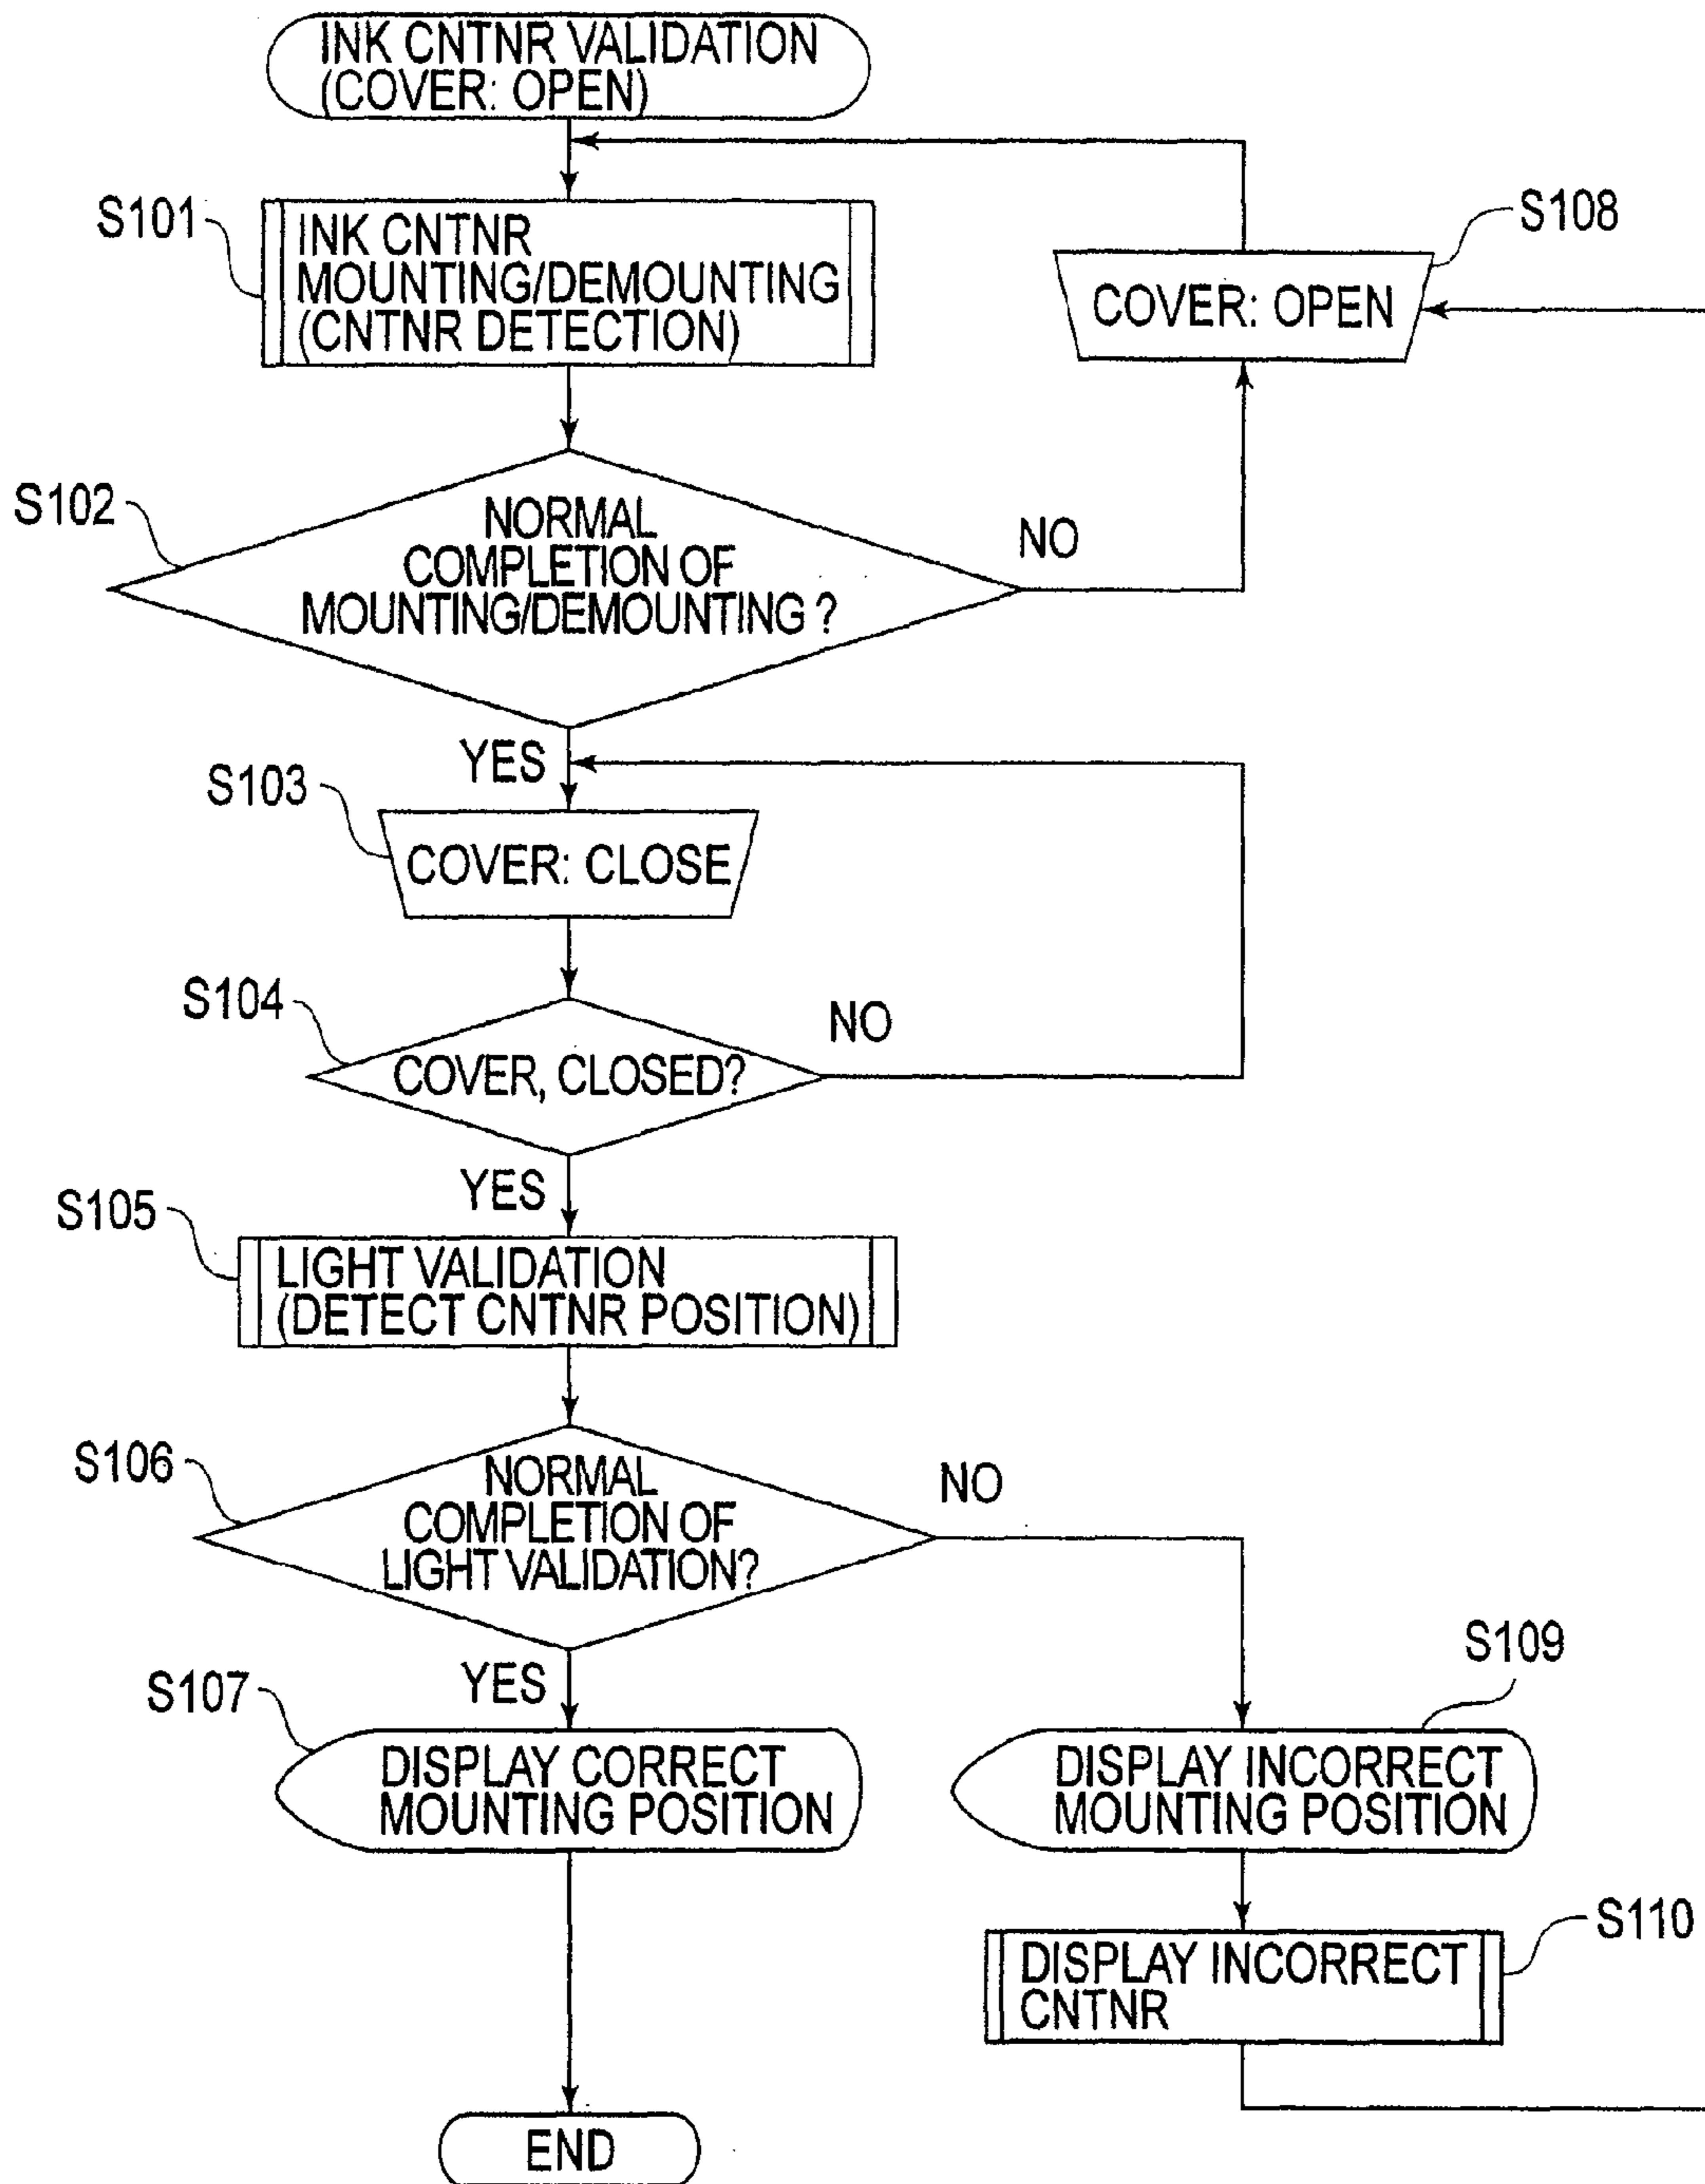 INK CNTNR VALIDATION
(COVER: OPEN)
S101
INK CNTNR
MOUNTING/DEMOUNTING
(CNTNR DETECTION)
S108
COVER: OPEN
S102
NORMAL
COMPLETION OF
MOUNTING/DEMOUNTING ?
NO
YES
S103
COVER: CLOSE
S104
COVER, CLOSED?
NO
YES
S105
LIGHT VALIDATION
(DETECT CNTNR POSITION)
S106
NORMAL
COMPLETION OF
LIGHT VALIDATION?
NO
YES
S107
DISPLAY CORRECT
MOUNTING POSITION
S109
DISPLAY INCORRECT
MOUNTING POSITION
S110
DISPLAY INCORRECT
CNTNR
END